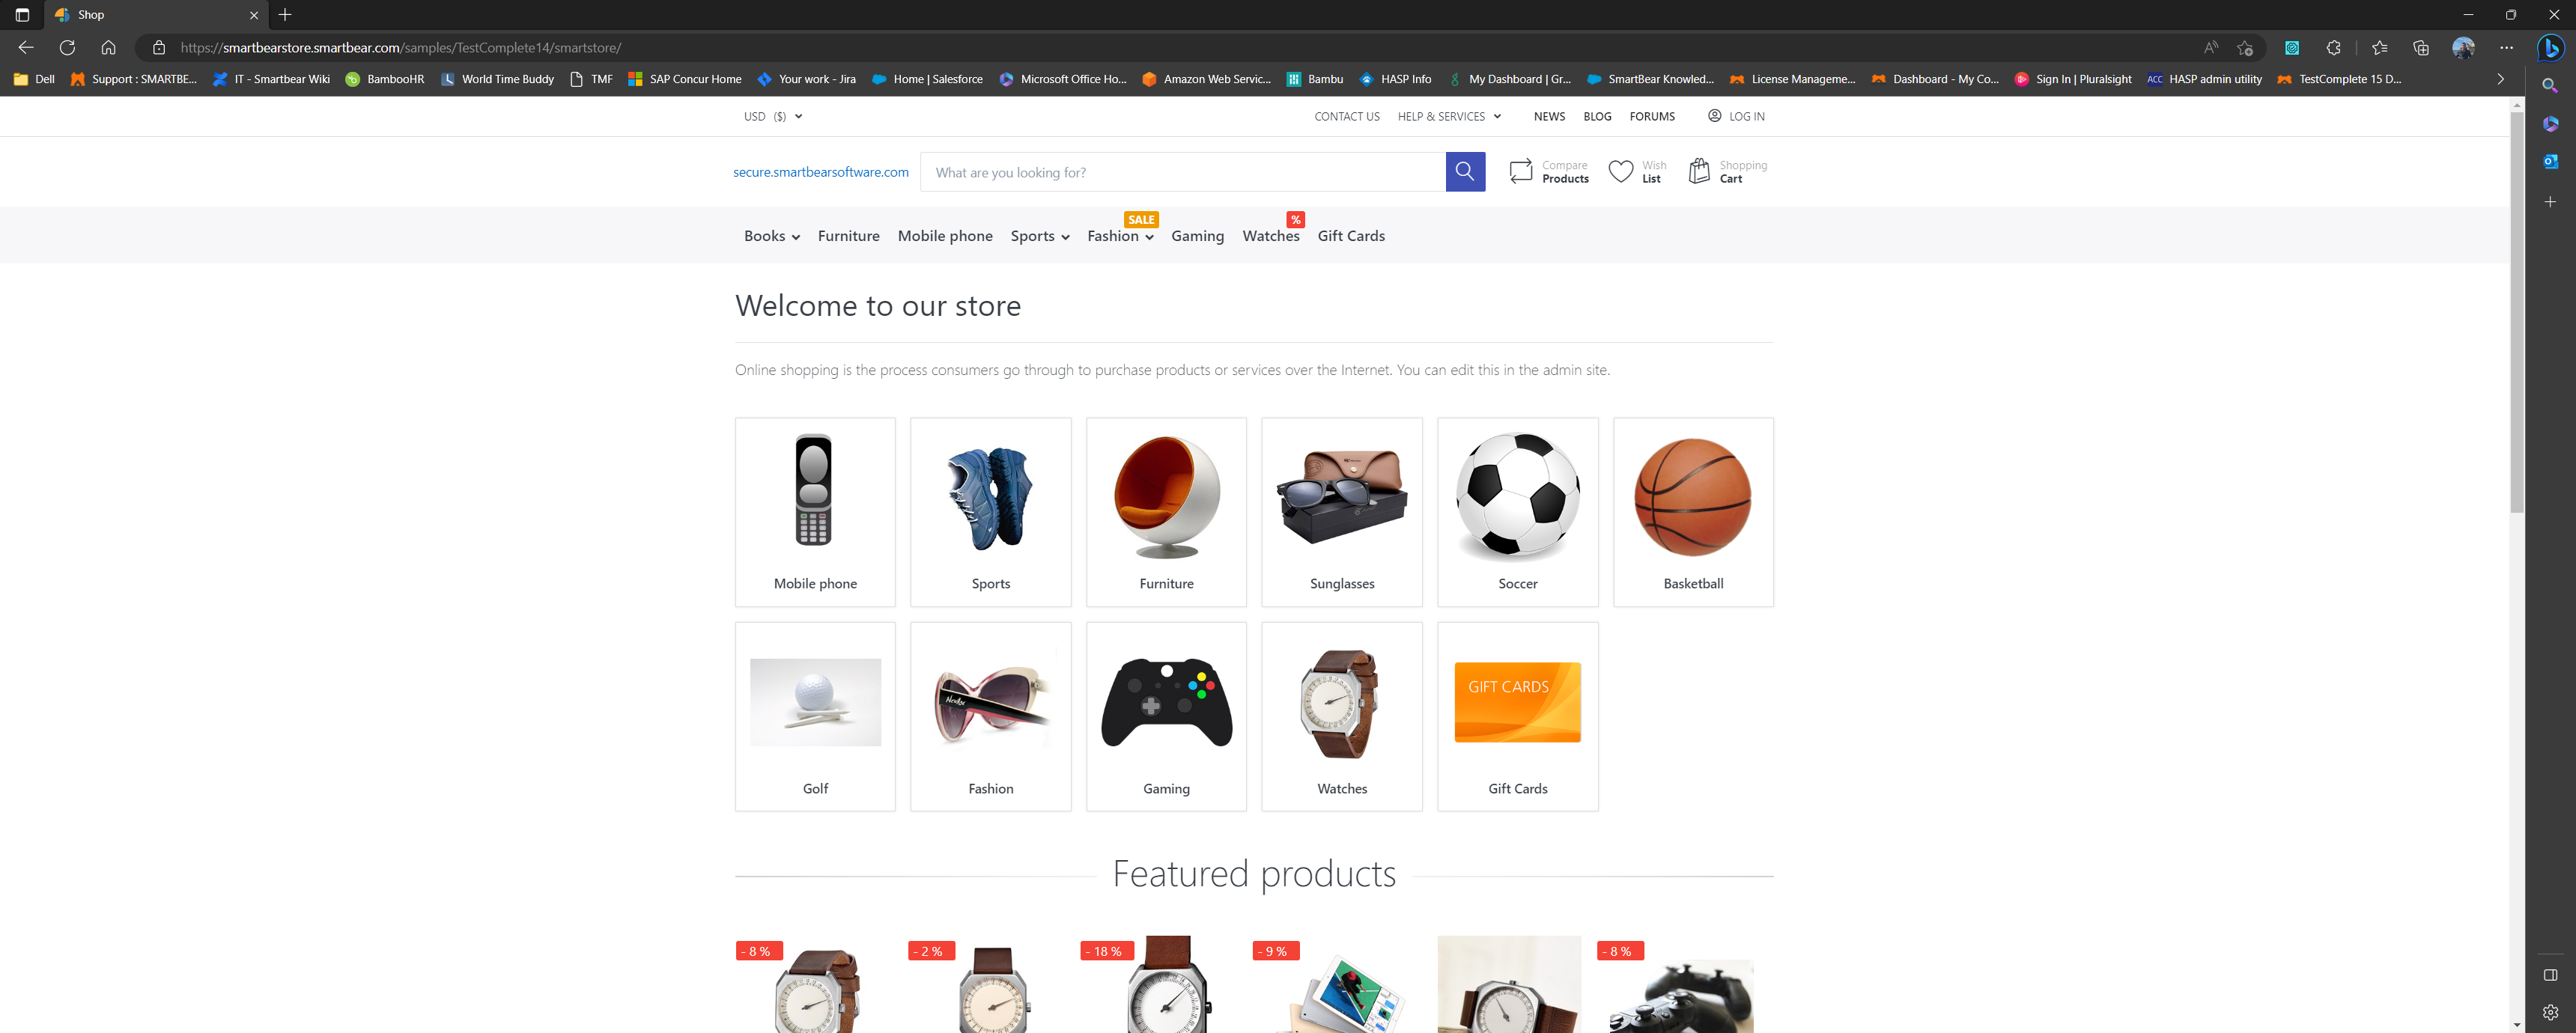 Shop
https://smartbearstore.smartbear.com/samples/TestComplete14/smartstore/
Dell Support : SMARTBE... IT - Smartbear Wiki BambooHR World Time Buddy TMF SAP Concur Home Your work - Jira Home | Salesforce Microsoft Office Ho... Amazon Web Servic... Bambu HASP Info My Dashboard | Gr... SmartBear Knowled... License Manageme... Dashboard - My Co... Sign In | Pluralsight ACC HASP admin utility TestComplete 15 D...
USD ($) CONTACT US HELP & SERVICES NEWS BLOG FORUMS LOG IN
secure.smartbearsoftware.com What are you looking for? Compare Products Wish List Shopping Cart
SALE %
Books Furniture Mobile phone Sports Fashion Gaming Watches Gift Cards
Welcome to our store
Online shopping is the process consumers go through to purchase products or services over the Internet. You can edit this in the admin site.
Mobile phone Sports Furniture Sunglasses Soccer Basketball
GIFT CARDS
Golf Fashion Gaming Watches Gift Cards
Featured products
- 8 % - 2 % - 18 % - 9 % - 8 %